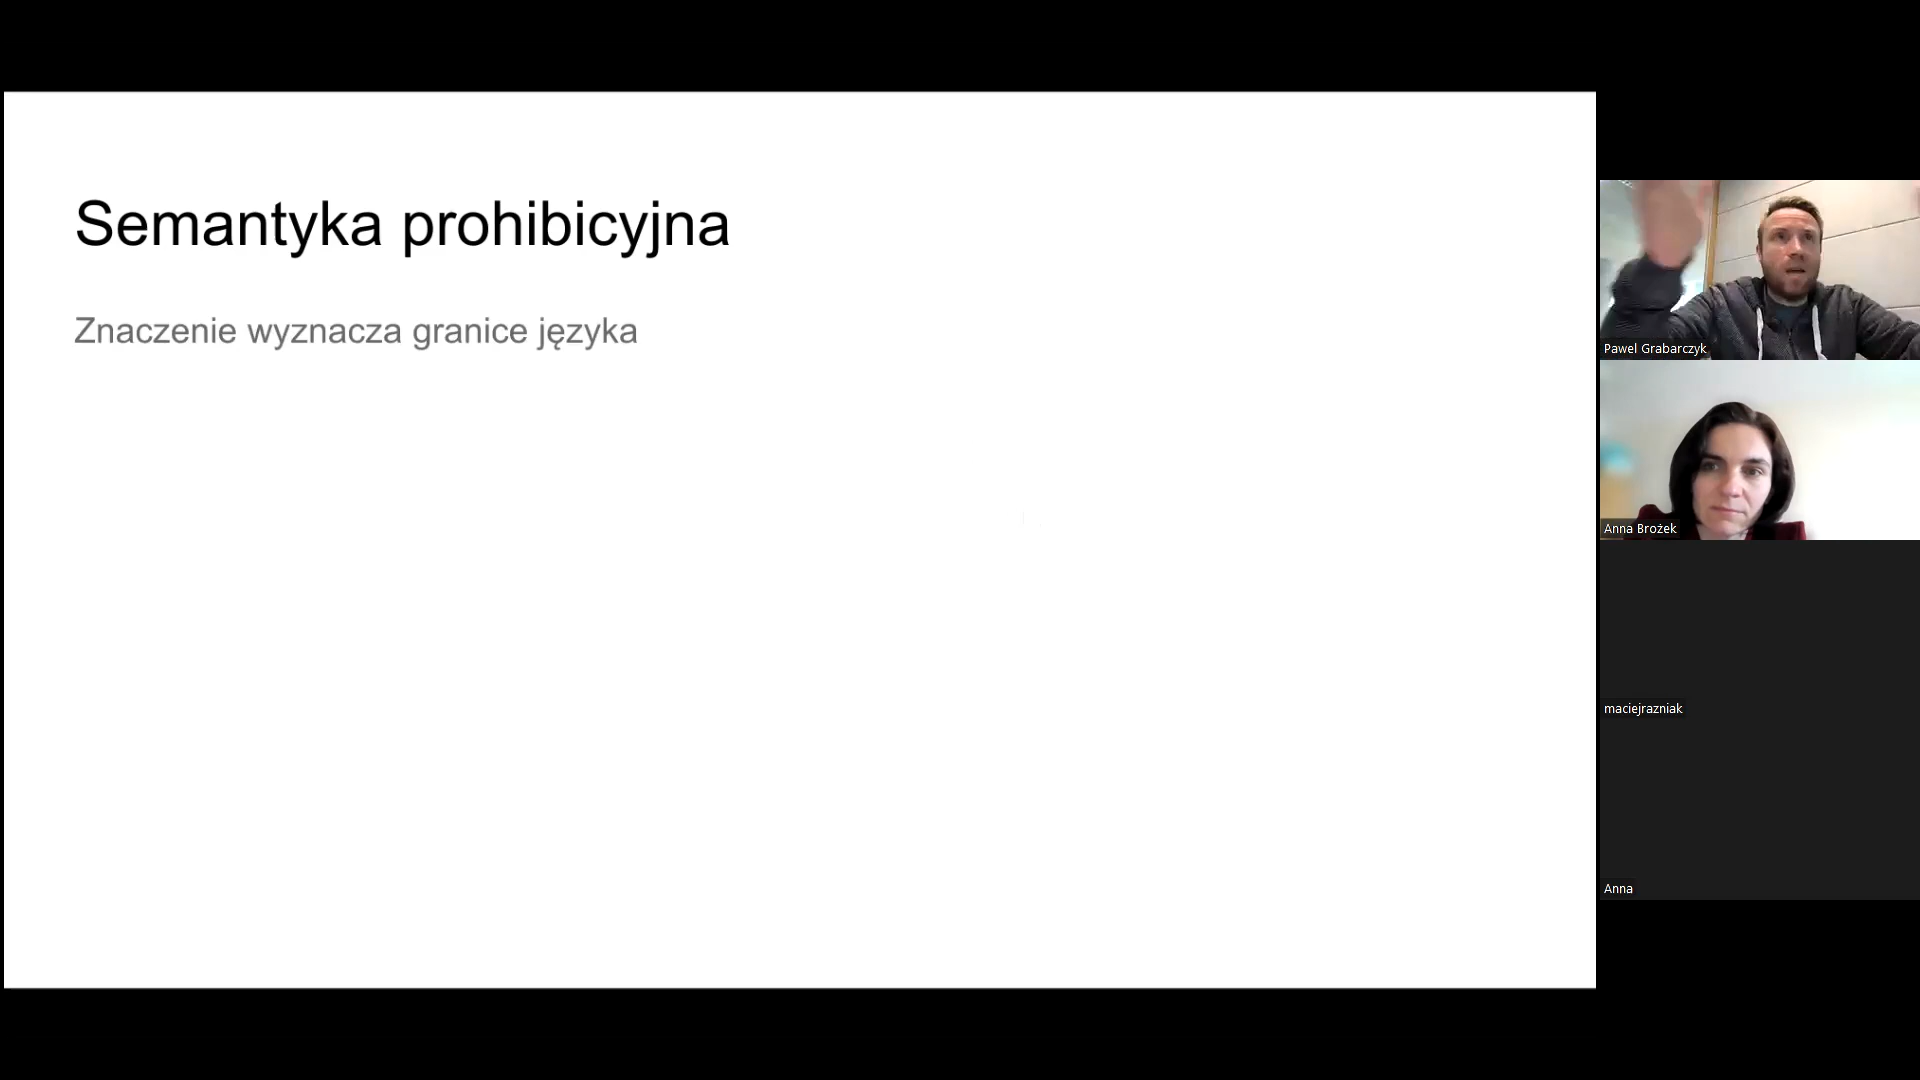 Semantyka prohibicyjna
Znaczenie wyznacza granice języka
Pawel Grabarczyk
Anna Brożek
maciejrazniak
Anna